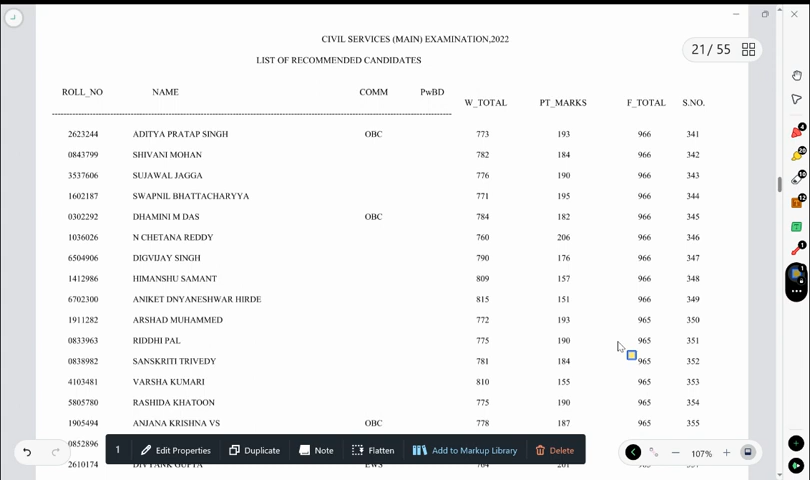 CIVIL SERVICES (MAIN) EXAMINATION,2022
21/ 55
LIST OF RECOMMENDED CANDIDATES
ROLL_NO NAME COMM PwBD W_TOTAL PT_MARKS F_TOTAL S.NO.
2623244 ADITYA PRATAP SINGH OBC 773 193 966 341
0843799 SHIVANI MOHAN 782 184 966 342
3537606 SUJAWAL JAGGA 776 190 966 343
1602187 SWAPNIL BHATTACHARYYA 771 195 966 344
0302292 DHAMINI M DAS OBC 784 182 966 345
1036026 N CHETANA REDDY 760 206 966 346
6504906 DIGVIJAY SINGH 790 176 966 347
1412986 HIMANSHU SAMANT 809 157 966 348
6702300 ANIKET DNYANESHWAR HIRDE 815 151 966 349
1911282 ARSHAD MUHAMMED 772 193 965 350
0833963 RIDDHI PAL 775 190 965 351
0838982 SANSKRITI TRIVEDY 781 184 965 352
4103481 VARSHA KUMARI 810 155 965 353
5805780 RASHIDA KHATOON 775 190 965 354
1905494 ANJANA KRISHNA VS OBC 778 187 965 355
0852896
1 Edit Properties Duplicate Note Flatten Add to Markup Library Delete
107%
2610174